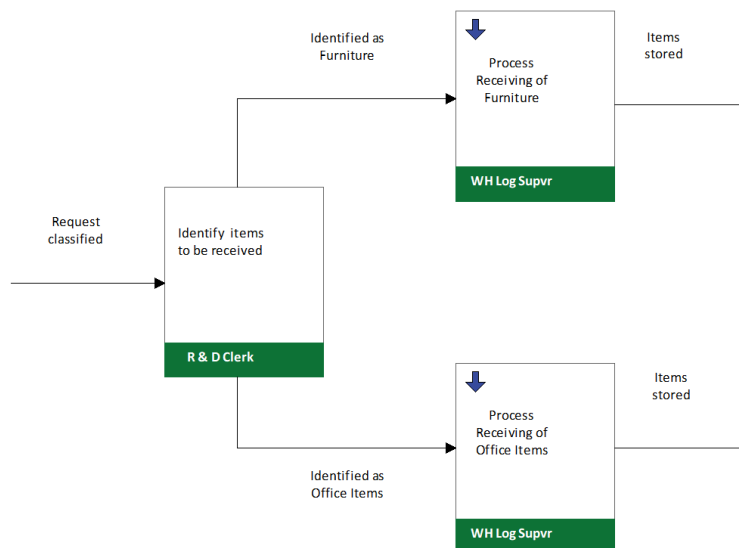 Identified as
Furniture
Process
Receiving of
Furniture
WH Log Supvr
Items
stored
Request
classified
Identify items
to be received
R & D Clerk
Identified as
Office Items
Process
Receiving of
Office Items
WH Log Supvr
Items
stored